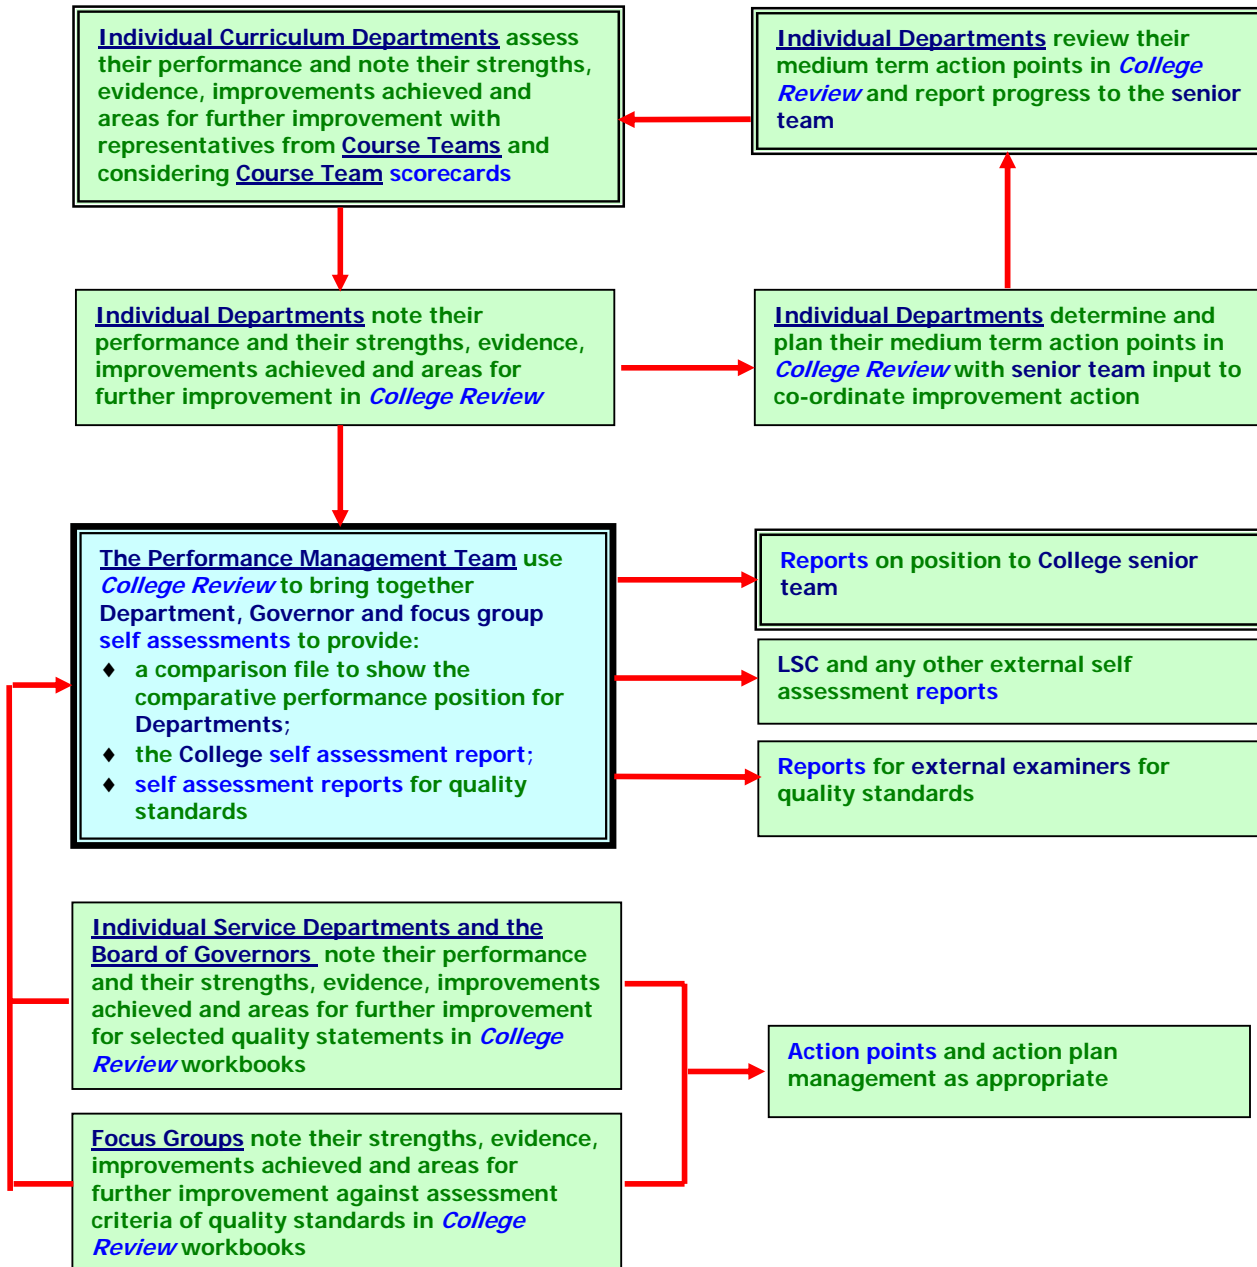 Individual Curriculum Departments assess
their performance and note their strengths,
evidence, improvements achieved and
areas for further improvement with
representatives from Course Teams and
considering Course Team scorecards
Individual Departments review their
medium term action points in College
Review and report progress to the senior
team
Individual Departments note their
performance and their strengths, evidence,
improvements achieved and areas for
further improvement in College Review
Individual Departments determine and
plan their medium term action points in
College Review with senior team input to
co-ordinate improvement action
The Performance Management Team use
College Review to bring together
Department, Governor and focus group
self assessments to provide:
♦ a comparison file to show the
comparative performance position for
Departments;
♦ the College self assessment report;
♦ self assessment reports for quality
standards
Reports on position to College senior
team
LSC and any other external self
assessment reports
Reports for external examiners for
quality standards
Individual Service Departments and the
Board of Governors note their performance
and their strengths, evidence, improvements
achieved and areas for further improvement
for selected quality statements in College
Review workbooks
Action points and action plan
management as appropriate
Focus Groups note their strengths, evidence,
improvements achieved and areas for
further improvement against assessment
criteria of quality standards in College
Review workbooks